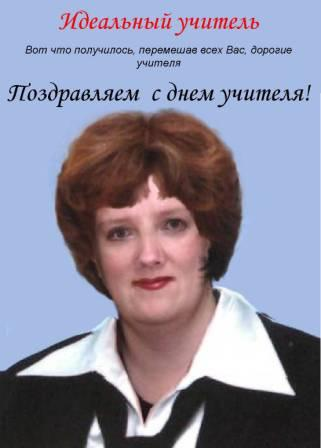 Идеальный учитель
Вот что получилось, перемешав всех Вас, дорогие
учителя
Поздравляем с днем учителя!